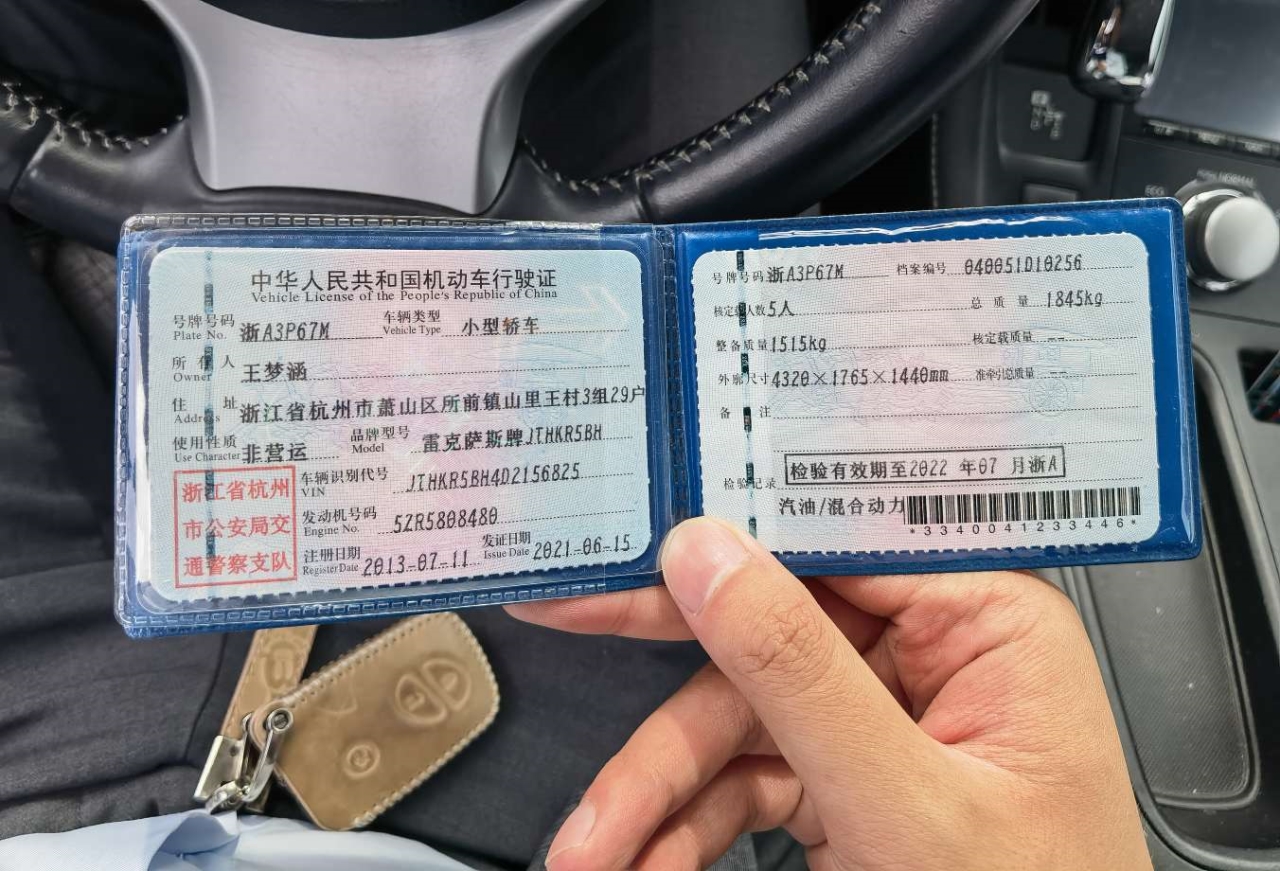 中华人民共和国机动车行驶证
Vehicle License of the People's Republic of China
号牌号码 浙A3P67M 车辆类型 小型轿车
Plate No. Vehicle Type
所有人 王梦涵
Owner
住址 浙江省杭州市萧山区所前镇山里王村3组29户
Address
使用性质 非营运 品牌型号 雷克萨斯牌JTHKR5BH
Use Character Model
浙江省杭州
市公安局交
通警察支队
车辆识别代号 JTHKR5BH4D2156825
VIN
发动机号码 5ZR5808480
Engine No.
注册日期 2013-07-11 发证日期 2021-06-15
Register Date Issue Date
号牌号码 浙A3P67M 档案编号 040051010256
核定载人数 5人 总质量 1845kg
整备质量 1515kg 核定载质量 --
外廓尺寸 4320×1765×1440mm 准牵引总质量 --
备注
检验记录 检验有效期至2022 年07 月浙A
汽油/混合动力
*3340041233446*